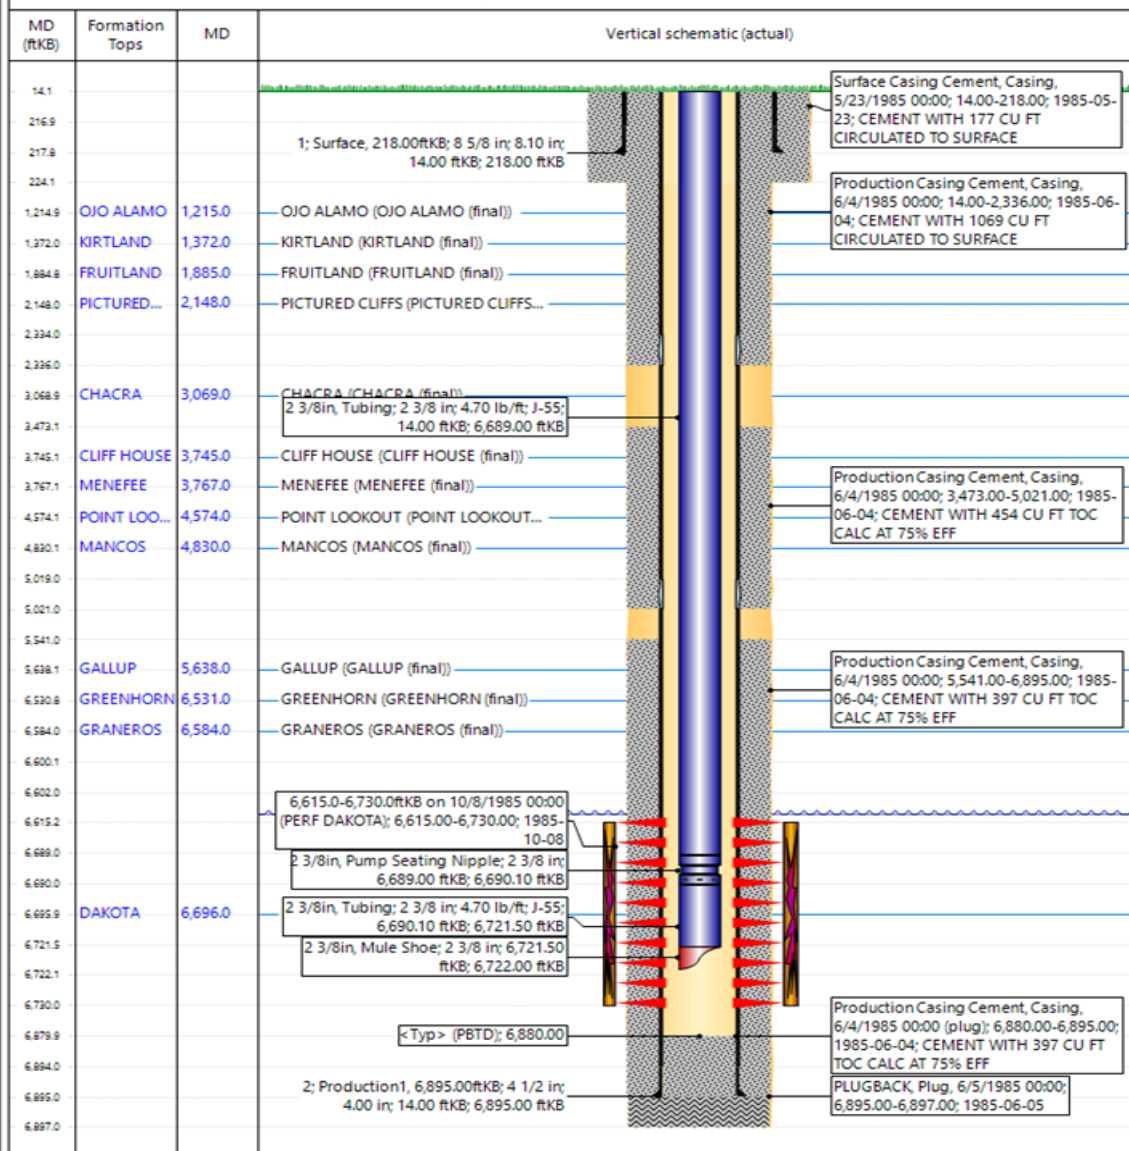 MD
(ftKB)
Formation
Tops
MD
Vertical schematic (actual)
14.1
216.9
217.8
224.1
1,214.9
1,372.0
1,884.8
2,148.0
2,334.0
2,336.0
3,068.9
3,473.1
3,745.1
3,767.1
4,574.1
4,830.1
5,019.0
5,021.0
5,541.0
5,638.1
6,530.8
6,584.0
6,600.1
6,602.0
6,615.2
6,689.0
6,690.0
6,695.9
6,721.5
6,722.1
6,730.0
6,879.9
6,894.0
6,895.0
6,897.0
OJO ALAMO 1,215.0
KIRTLAND 1,372.0
FRUITLAND 1,885.0
PICTURED... 2,148.0
CHACRA 3,069.0
CLIFF HOUSE 3,745.0
MENEFEE 3,767.0
POINT LOO... 4,574.0
MANCOS 4,830.0
GALLUP 5,638.0
GREENHORN 6,531.0
GRANEROS 6,584.0
DAKOTA 6,696.0
1; Surface, 218.00ftKB; 8 5/8 in; 8.10 in;
14.00 ftKB; 218.00 ftKB
OJO ALAMO (OJO ALAMO (final))
KIRTLAND (KIRTLAND (final))
FRUITLAND (FRUITLAND (final))
PICTURED CLIFFS (PICTURED CLIFFS...
CHACRA (CHACRA (final))
2 3/8in, Tubing; 2 3/8 in; 4.70 lb/ft; J-55;
14.00 ftKB; 6,689.00 ftKB
CLIFF HOUSE (CLIFF HOUSE (final))
MENEFEE (MENEFEE (final))
POINT LOOKOUT (POINT LOOKOUT...
MANCOS (MANCOS (final))
GALLUP (GALLUP (final))
GREENHORN (GREENHORN (final))
GRANEROS (GRANEROS (final))
6,615.0-6,730.0ftKB on 10/8/1985 00:00
(PERF DAKOTA); 6,615.00-6,730.00; 1985-
10-08
2 3/8in, Pump Seating Nipple; 2 3/8 in;
6,689.00 ftKB; 6,690.10 ftKB
2 3/8in, Tubing; 2 3/8 in; 4.70 lb/ft; J-55;
6,690.10 ftKB; 6,721.50 ftKB
2 3/8in, Mule Shoe; 2 3/8 in; 6,721.50
ftKB; 6,722.00 ftKB
<Typ> (PBTD); 6,880.00
2; Production1, 6,895.00ftKB; 4 1/2 in;
4.00 in; 14.00 ftKB; 6,895.00 ftKB
Surface Casing Cement, Casing,
5/23/1985 00:00; 14.00-218.00; 1985-05-
23; CEMENT WITH 177 CU FT
CIRCULATED TO SURFACE
Production Casing Cement, Casing,
6/4/1985 00:00; 14.00-2,336.00; 1985-06-
04; CEMENT WITH 1069 CU FT
CIRCULATED TO SURFACE
Production Casing Cement, Casing,
6/4/1985 00:00; 3,473.00-5,021.00; 1985-
06-04; CEMENT WITH 454 CU FT TOC
CALC AT 75% EFF
Production Casing Cement, Casing,
6/4/1985 00:00; 5,541.00-6,895.00; 1985-
06-04; CEMENT WITH 397 CU FT TOC
CALC AT 75% EFF
Production Casing Cement, Casing,
6/4/1985 00:00 (plug); 6,880.00-6,895.00;
1985-06-04; CEMENT WITH 397 CU FT
TOC CALC AT 75% EFF
PLUGBACK, Plug, 6/5/1985 00:00;
6,895.00-6,897.00; 1985-06-05